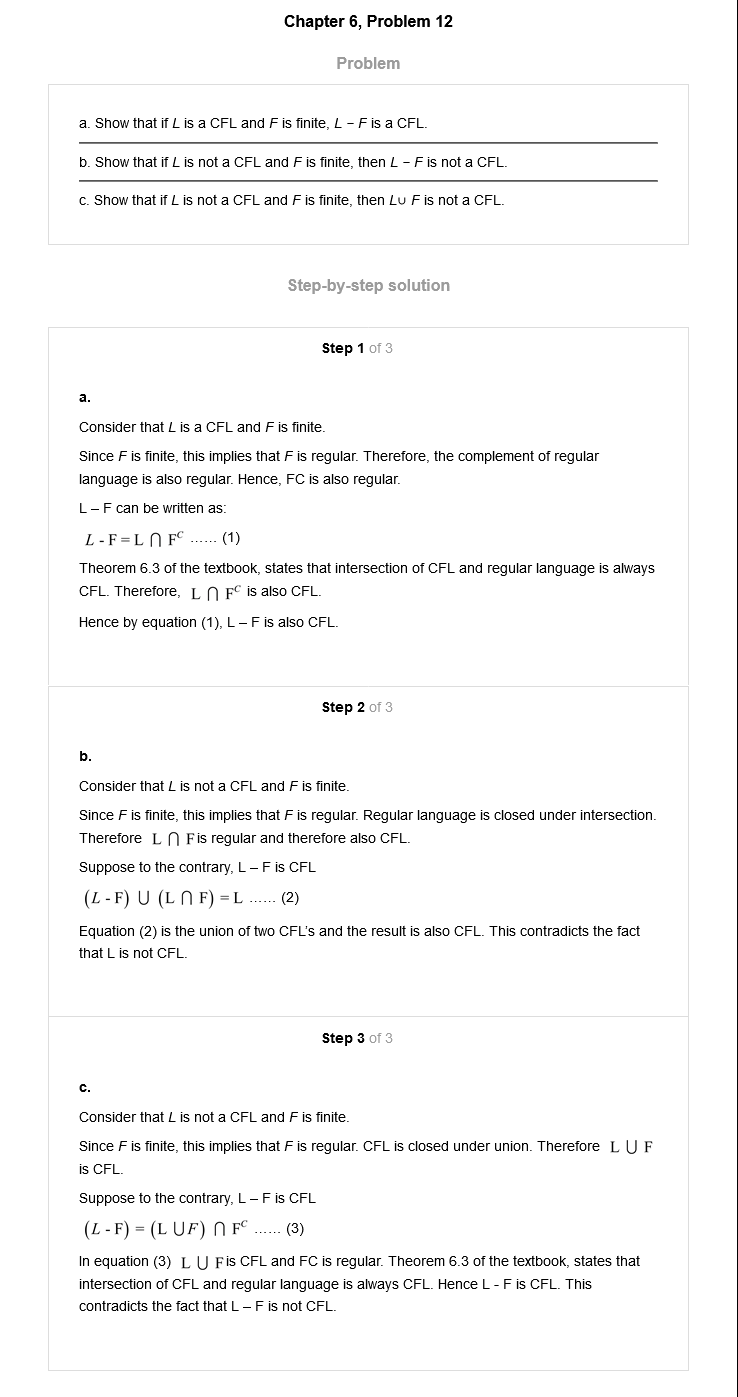 Chapter 6, Problem 12
Problem
a. Show that if L is a CFL and F is finite, L − F is a CFL.
b. Show that if L is not a CFL and F is finite, then L − F is not a CFL.
c. Show that if L is not a CFL and F is finite, then L∪ F is not a CFL.
Step-by-step solution
Step 1 of 3
a.
Consider that L is a CFL and F is finite.
Since F is finite, this implies that F is regular. Therefore, the complement of regular
language is also regular. Hence, FC is also regular.
L – F can be written as:
L - F = L ⋂ Fᶜ ...... (1)
Theorem 6.3 of the textbook, states that intersection of CFL and regular language is always
CFL. Therefore, L ⋂ Fᶜ is also CFL.
Hence by equation (1), L – F is also CFL.
Step 2 of 3
b.
Consider that L is not a CFL and F is finite.
Since F is finite, this implies that F is regular. Regular language is closed under intersection.
Therefore L ⋂ F is regular and therefore also CFL.
Suppose to the contrary, L – F is CFL
(L - F) ⋃ (L ⋂ F) = L ...... (2)
Equation (2) is the union of two CFL's and the result is also CFL. This contradicts the fact
that L is not CFL.
Step 3 of 3
c.
Consider that L is not a CFL and F is finite.
Since F is finite, this implies that F is regular. CFL is closed under union. Therefore L ⋃ F
is CFL.
Suppose to the contrary, L – F is CFL
(L - F) = (L ⋃ F) ⋂ Fᶜ ...... (3)
In equation (3) L ⋃ F is CFL and FC is regular. Theorem 6.3 of the textbook, states that
intersection of CFL and regular language is always CFL. Hence L - F is CFL. This
contradicts the fact that L – F is not CFL.